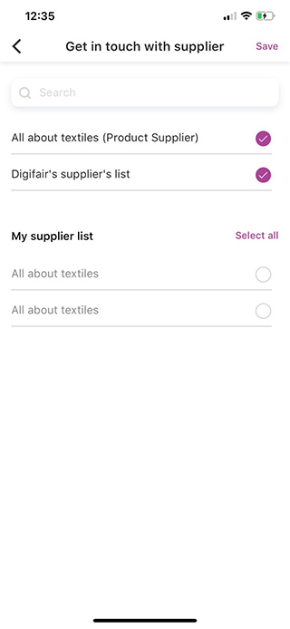 12:35
Get in touch with supplier
Save
Search
All about textiles (Product Supplier)
Digifair's supplier's list
My supplier list
Select all
All about textiles
All about textiles